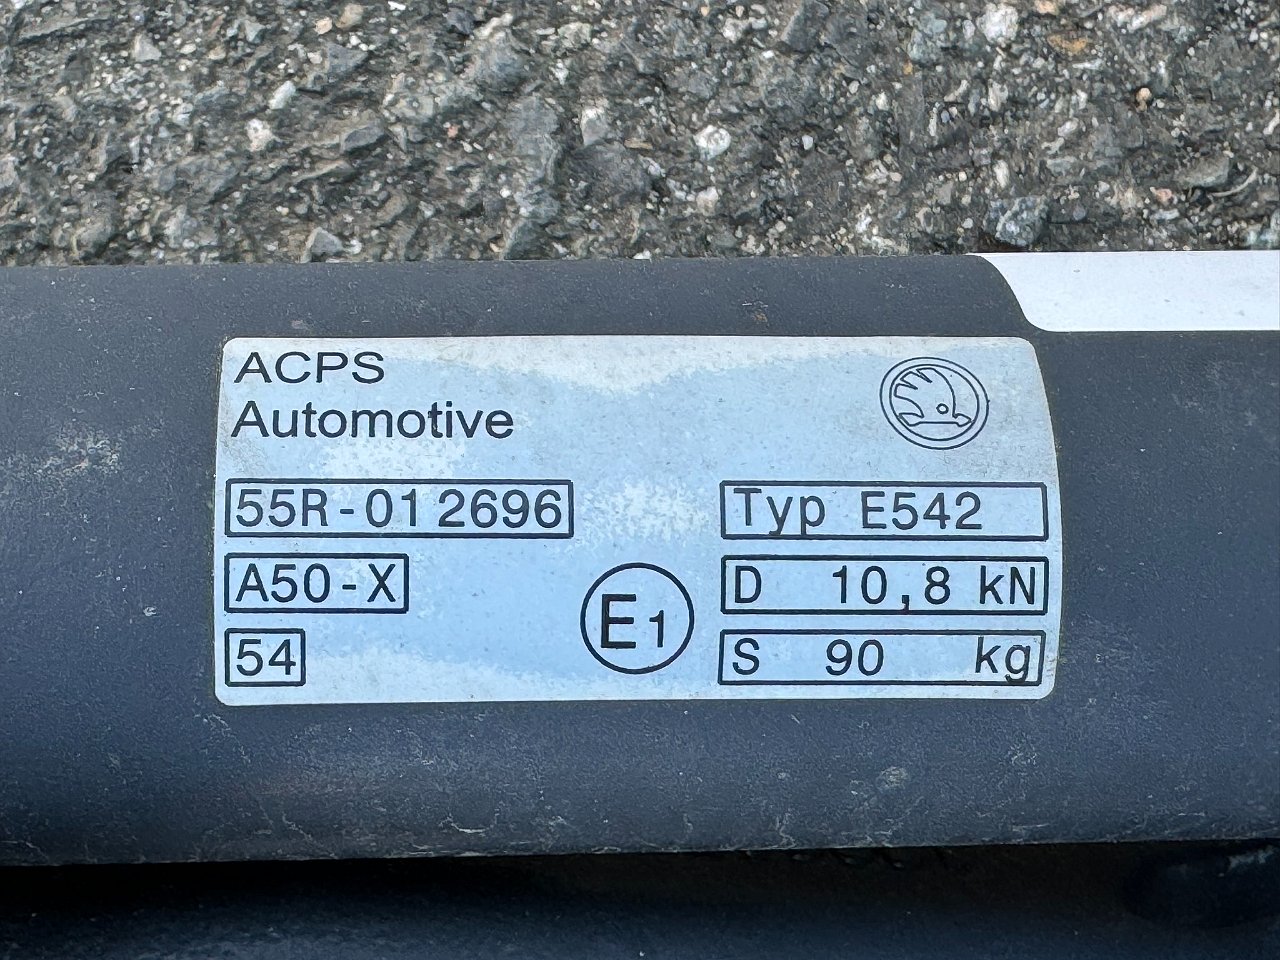 ACPS
Automotive
55R-01 2696
Typ E542
A50-X
D 10,8 kN
E1
54
S 90 kg